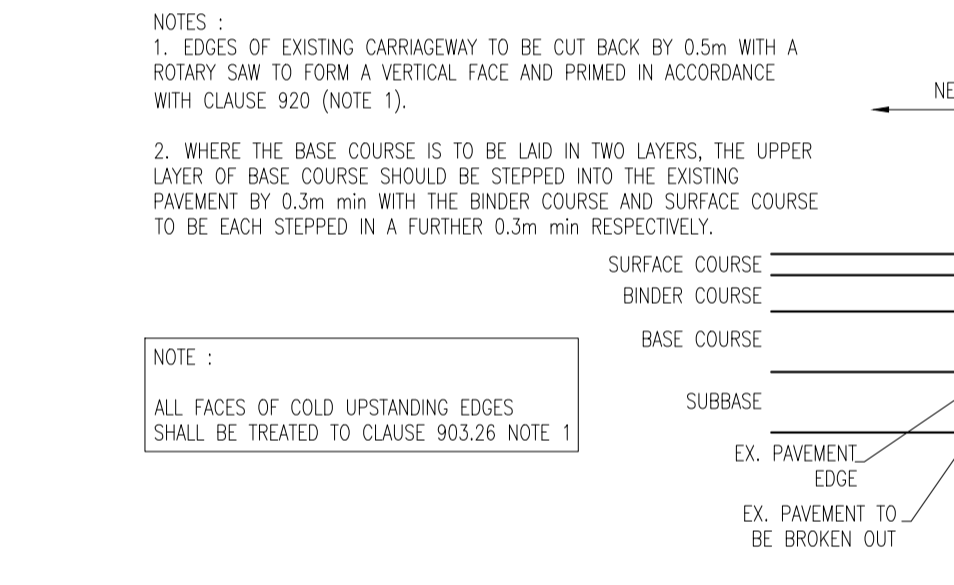 NOTES :
1. EDGES OF EXISTING CARRIAGEWAY TO BE CUT BACK BY 0.5m WITH A
ROTARY SAW TO FORM A VERTICAL FACE AND PRIMED IN ACCORDANCE
WITH CLAUSE 920 (NOTE 1).
2. WHERE THE BASE COURSE IS TO BE LAID IN TWO LAYERS, THE UPPER
LAYER OF BASE COURSE SHOULD BE STEPPED INTO THE EXISTING
PAVEMENT BY 0.3m min WITH THE BINDER COURSE AND SURFACE COURSE
TO BE EACH STEPPED IN A FURTHER 0.3m min RESPECTIVELY.
NE
SURFACE COURSE
BINDER COURSE
BASE COURSE
SUBBASE
EX. PAVEMENT
EDGE
EX. PAVEMENT TO
BE BROKEN OUT
NOTE :
ALL FACES OF COLD UPSTANDING EDGES
SHALL BE TREATED TO CLAUSE 903.26 NOTE 1